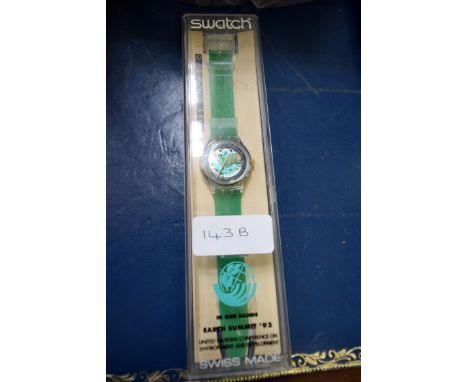 swatch
143B
IN OUR HANDS
EARTH SUMMIT '92
UNITED NATIONS CONFERENCE ON
ENVIRONMENT AND DEVELOPMENT
SWISS MADE